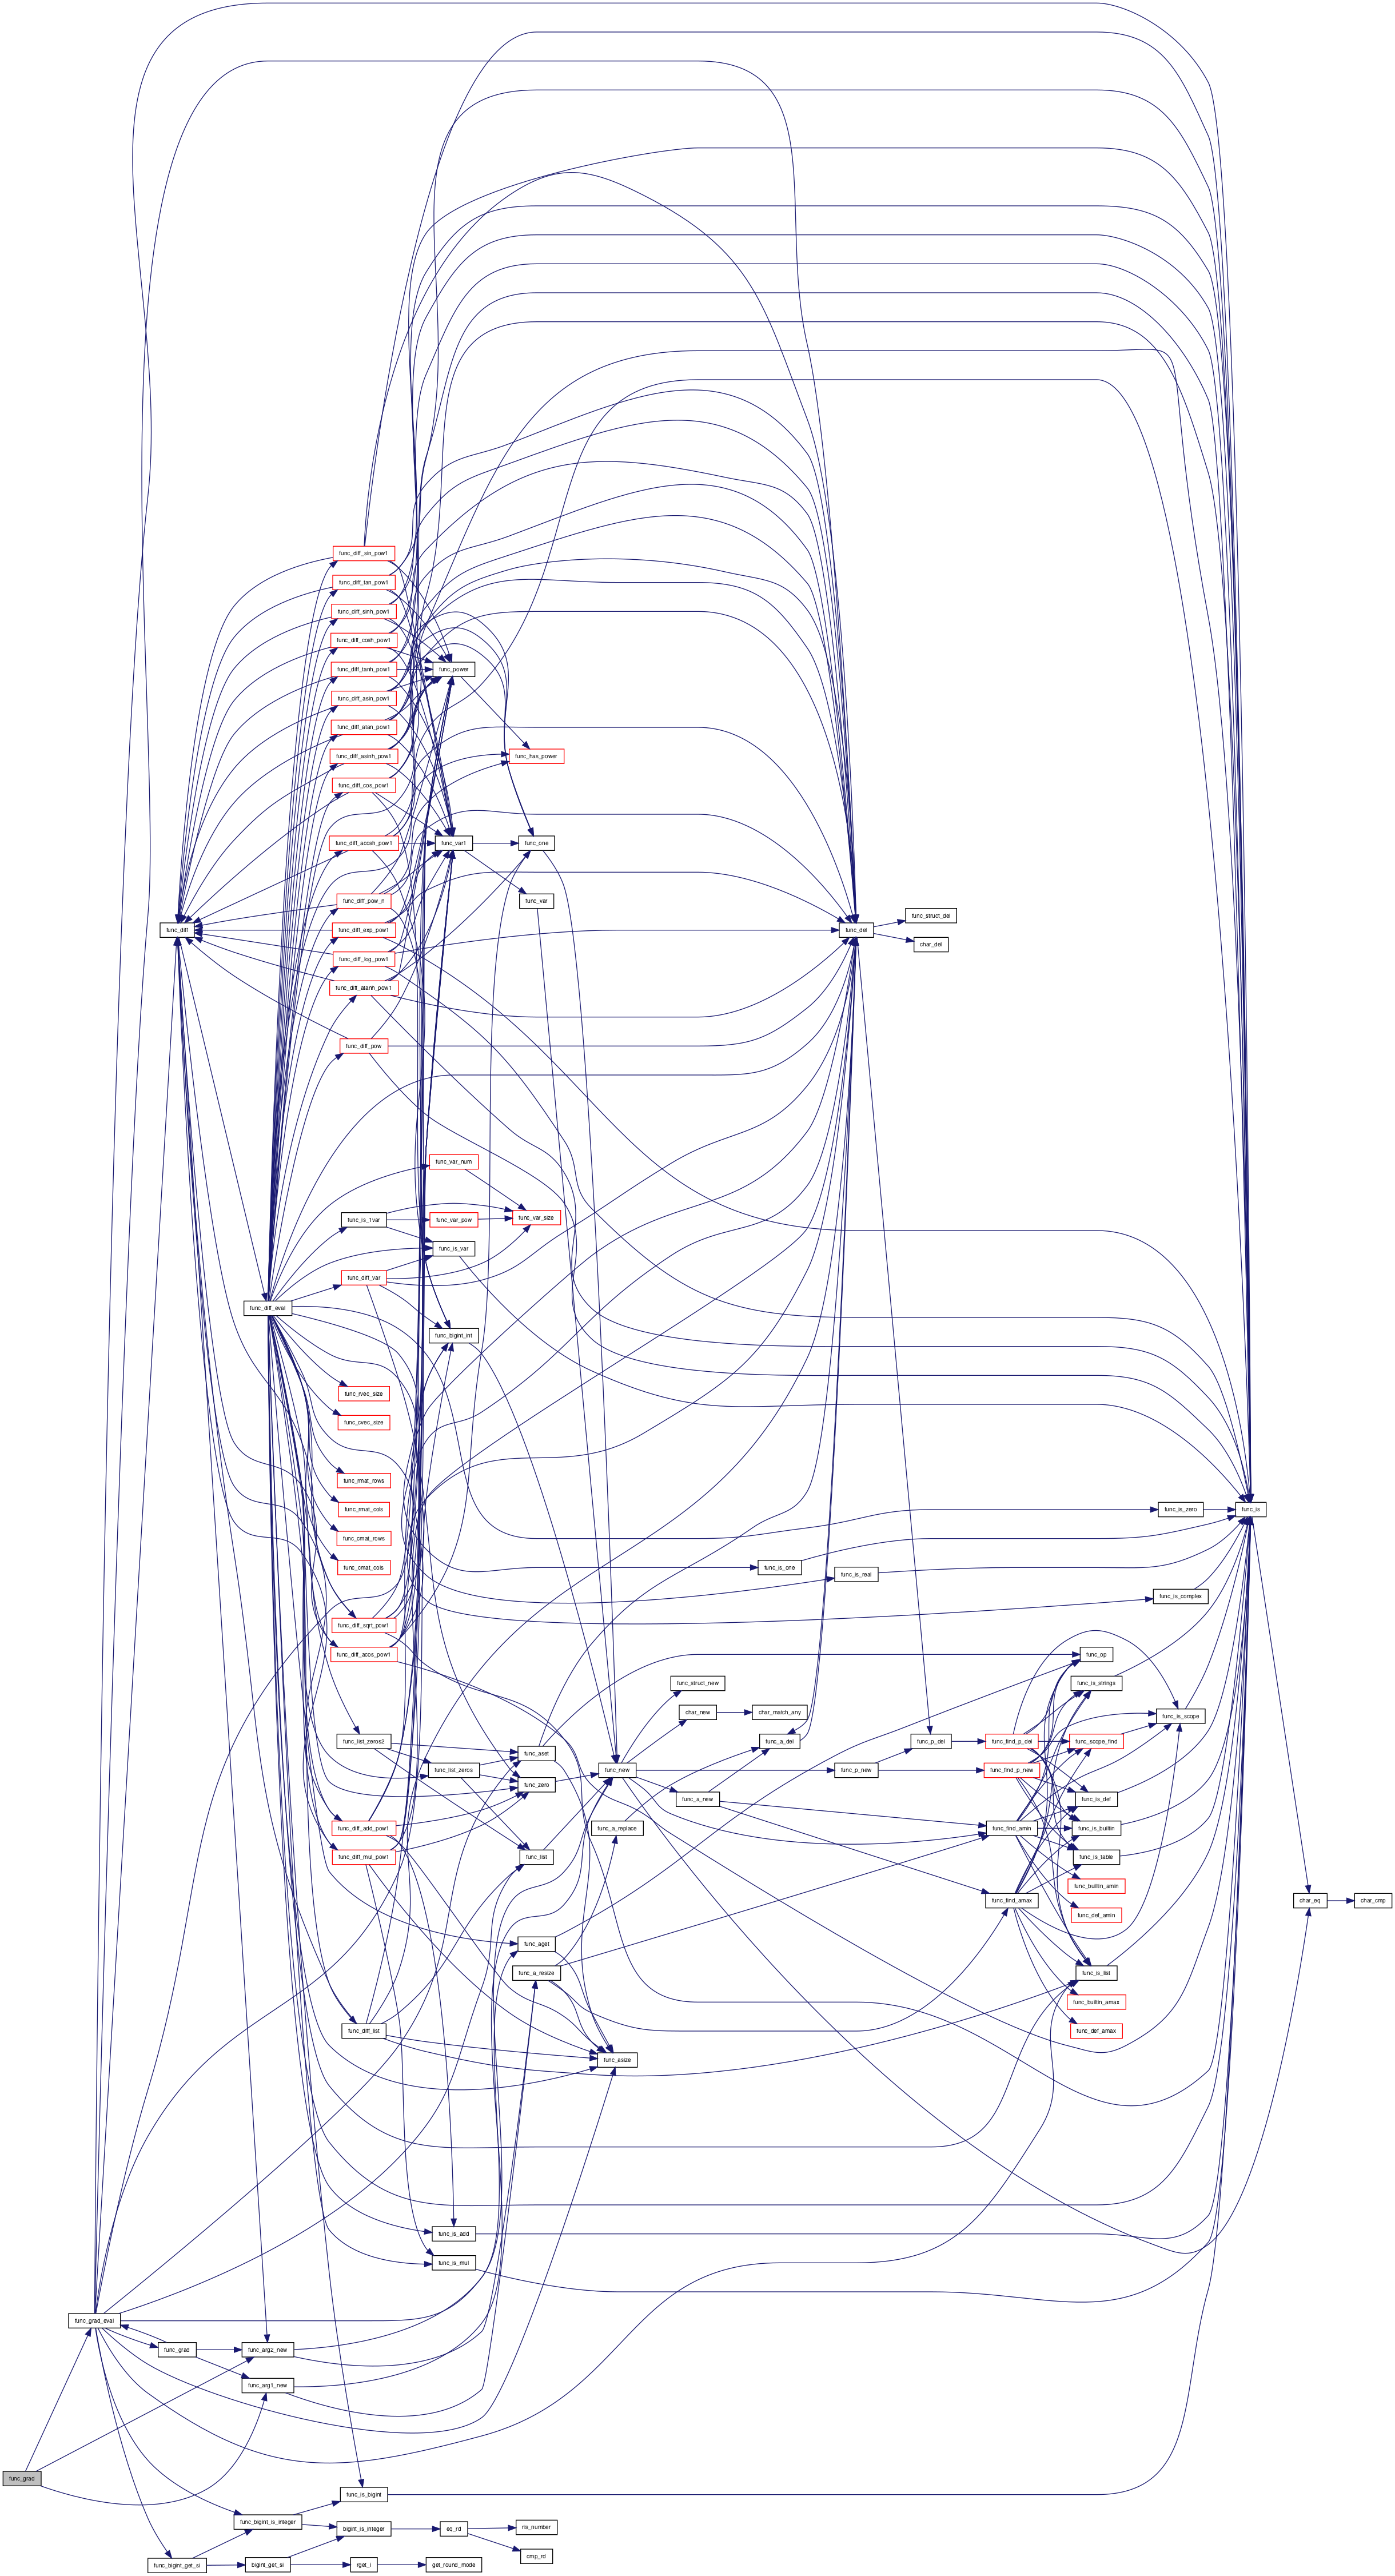 func_diff_sin_pow1
func_diff_tan_pow1
func_diff_sinh_pow1
func_diff_cosh_pow1
func_diff_tanh_pow1
func_power
func_diff_asin_pow1
func_diff_atan_pow1
func_diff_asinh_pow1
func_has_power
func_diff_cos_pow1
func_diff_acosh_pow1
func_var1
func_one
func_diff_pow_n
func_var
func_struct_del
func_diff
func_diff_exp_pow1
func_del
char_del
func_diff_log_pow1
func_diff_atanh_pow1
func_diff_pow
func_var_num
func_is_1var
func_var_pow
func_var_size
func_is_var
func_diff_var
func_diff_eval
func_bigint_int
func_rvec_size
func_cvec_size
func_rmat_rows
func_rmat_cols
func_is_zero
func_is
func_cmat_rows
func_cmat_cols
func_is_one
func_is_real
func_is_complex
func_diff_sqrt_pow1
func_diff_acos_pow1
func_op
func_struct_new
func_is_strings
char_new
char_match_any
func_is_scope
func_list_zeros2
func_a_del
func_p_del
func_find_p_del
func_scope_find
func_aset
func_list_zeros
func_new
func_p_new
func_find_p_new
func_zero
func_a_new
func_is_def
func_diff_add_pow1
func_a_replace
func_find_amin
func_is_builtin
func_diff_mul_pow1
func_list
func_is_table
func_builtin_amin
func_find_amax
char_eq
char_cmp
func_def_amin
func_aget
func_a_resize
func_is_list
func_builtin_amax
func_diff_list
func_def_amax
func_asize
func_is_add
func_is_mul
func_grad_eval
func_grad
func_arg2_new
func_arg1_new
func_grad
func_is_bigint
func_bigint_is_integer
bigint_is_integer
eq_rd
ris_number
cmp_rd
func_bigint_get_si
bigint_get_si
rget_i
get_round_mode